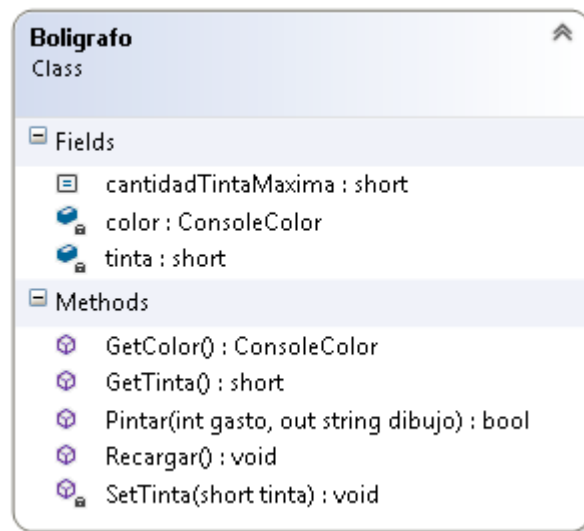 Boligrafo
Class
Fields
cantidadTintaMaxima : short
color : ConsoleColor
tinta : short
Methods
GetColor() : ConsoleColor
GetTinta() : short
Pintar(int gasto, out string dibujo) : bool
Recargar() : void
SetTinta(short tinta) : void